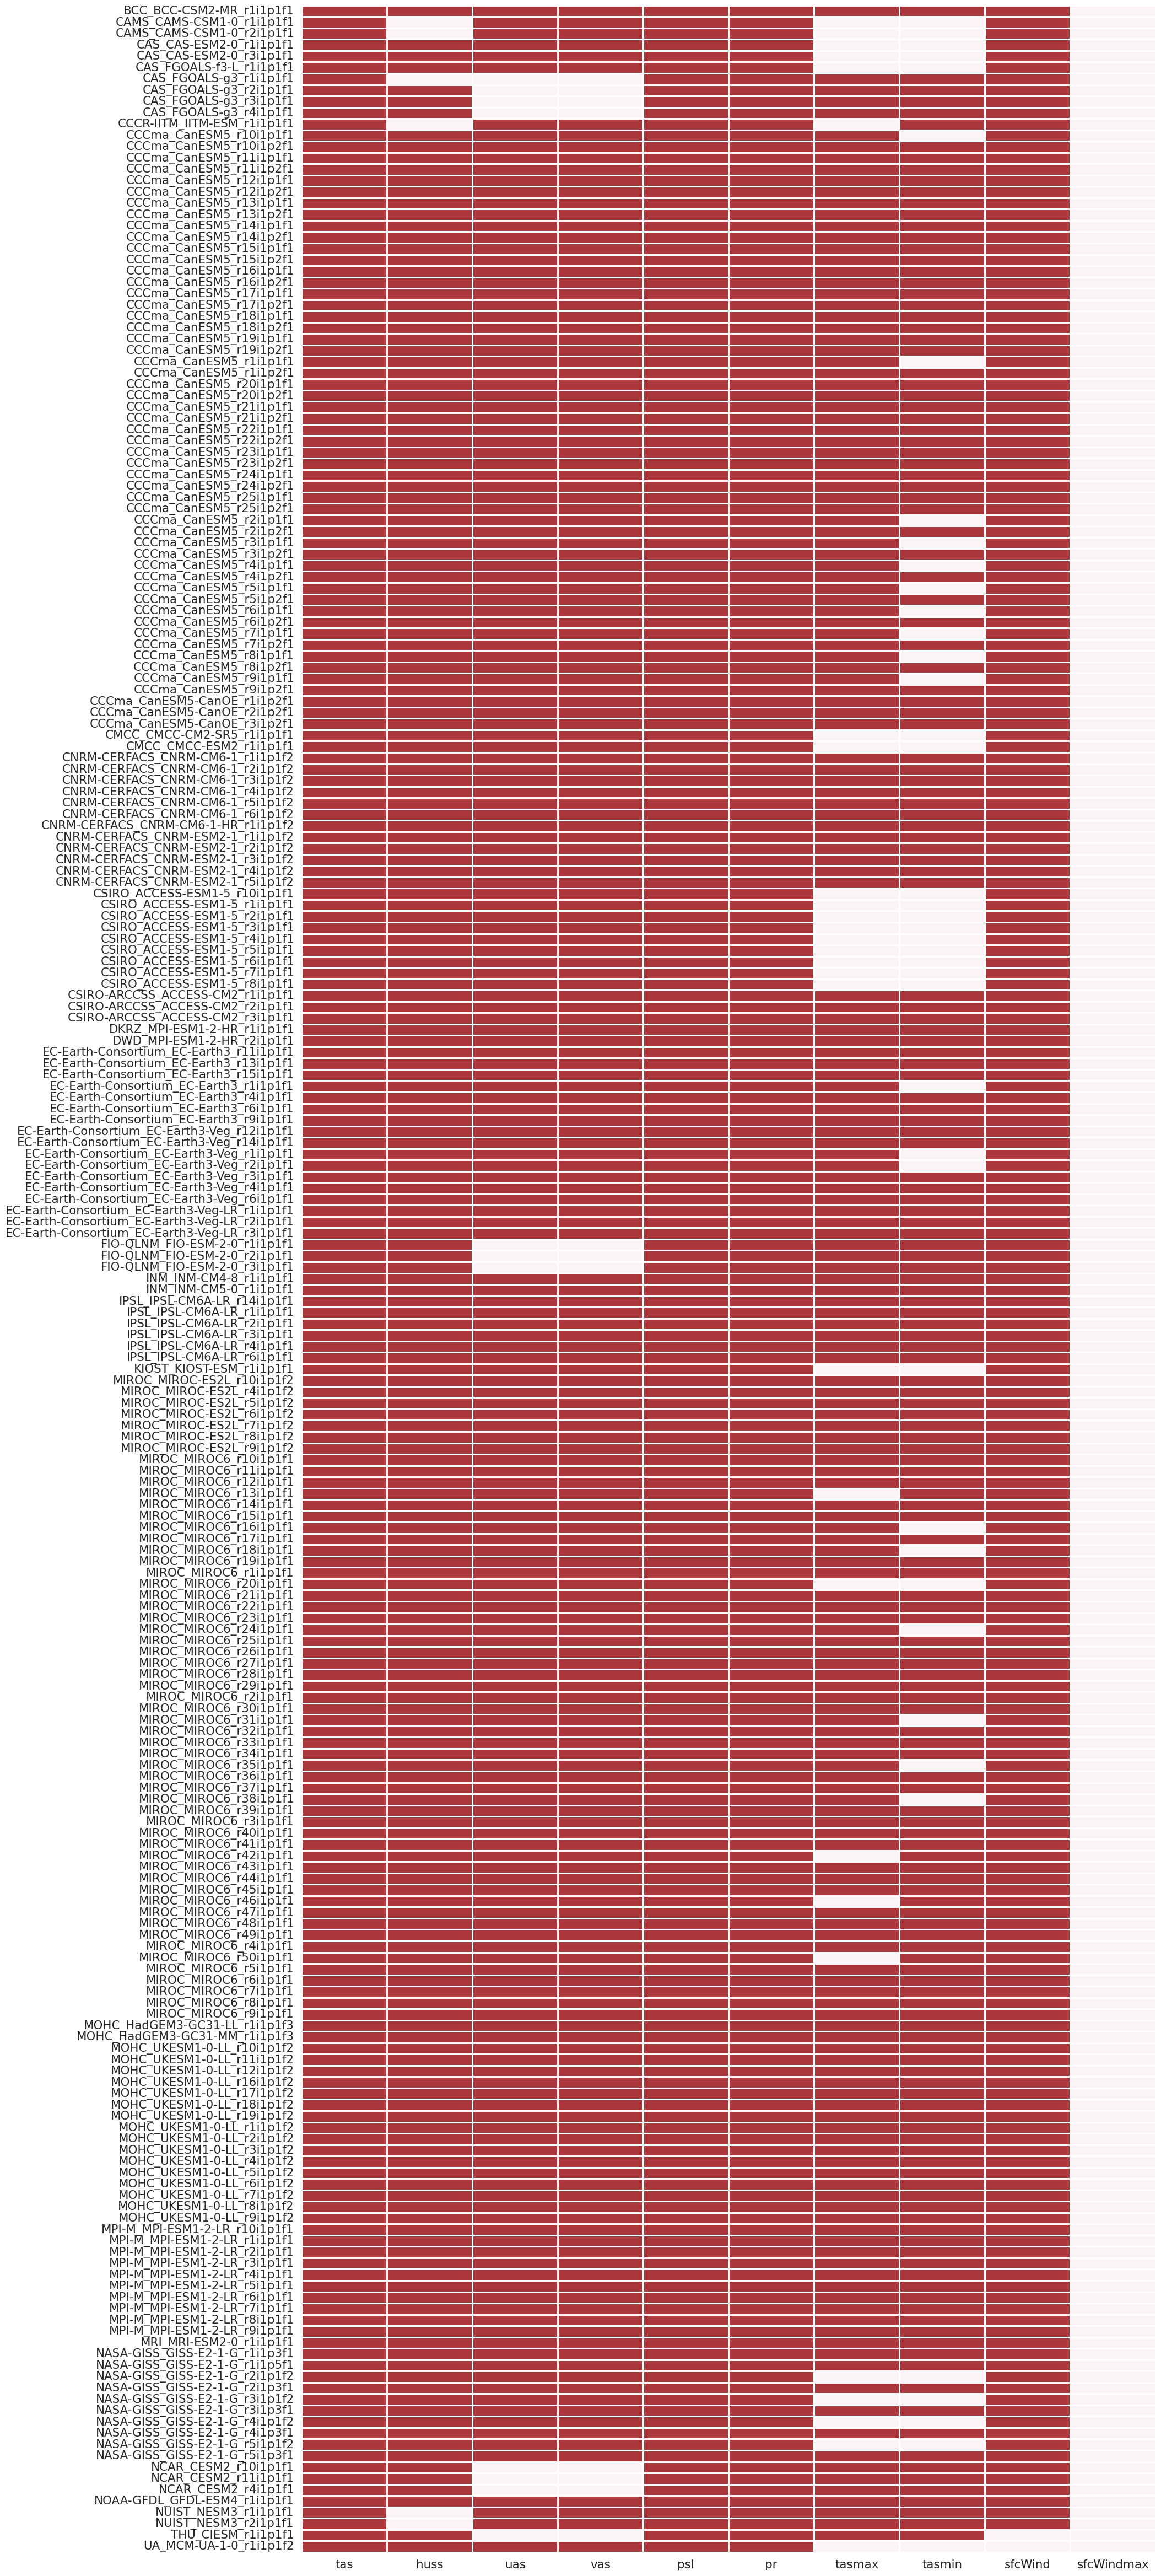 BCC_BCC-CSM2-MR_r1i1p1f1
CAMS_CAMS-CSM1-0_r1i1p1f1
CAMS_CAMS-CSM1-0_r2i1p1f1
CAS_CAS-ESM2-0_r1i1p1f1
CAS_CAS-ESM2-0_r3i1p1f1
CAS_FGOALS-f3-L_r1i1p1f1
CAS_FGOALS-g3_r1i1p1f1
CAS_FGOALS-g3_r2i1p1f1
CAS_FGOALS-g3_r3i1p1f1
CAS_FGOALS-g3_r4i1p1f1
CCCR-IITM_IITM-ESM_r1i1p1f1
CCCma_CanESM5_r10i1p1f1
CCCma_CanESM5_r10i1p2f1
CCCma_CanESM5_r11i1p1f1
CCCma_CanESM5_r11i1p2f1
CCCma_CanESM5_r12i1p1f1
CCCma_CanESM5_r12i1p2f1
CCCma_CanESM5_r13i1p1f1
CCCma_CanESM5_r13i1p2f1
CCCma_CanESM5_r14i1p1f1
CCCma_CanESM5_r14i1p2f1
CCCma_CanESM5_r15i1p1f1
CCCma_CanESM5_r15i1p2f1
CCCma_CanESM5_r16i1p1f1
CCCma_CanESM5_r16i1p2f1
CCCma_CanESM5_r17i1p1f1
CCCma_CanESM5_r17i1p2f1
CCCma_CanESM5_r18i1p1f1
CCCma_CanESM5_r18i1p2f1
CCCma_CanESM5_r19i1p1f1
CCCma_CanESM5_r19i1p2f1
CCCma_CanESM5_r1i1p1f1
CCCma_CanESM5_r1i1p2f1
CCCma_CanESM5_r20i1p1f1
CCCma_CanESM5_r20i1p2f1
CCCma_CanESM5_r21i1p1f1
CCCma_CanESM5_r21i1p2f1
CCCma_CanESM5_r22i1p1f1
CCCma_CanESM5_r22i1p2f1
CCCma_CanESM5_r23i1p1f1
CCCma_CanESM5_r23i1p2f1
CCCma_CanESM5_r24i1p1f1
CCCma_CanESM5_r24i1p2f1
CCCma_CanESM5_r25i1p1f1
CCCma_CanESM5_r25i1p2f1
CCCma_CanESM5_r2i1p1f1
CCCma_CanESM5_r2i1p2f1
CCCma_CanESM5_r3i1p1f1
CCCma_CanESM5_r3i1p2f1
CCCma_CanESM5_r4i1p1f1
CCCma_CanESM5_r4i1p2f1
CCCma_CanESM5_r5i1p1f1
CCCma_CanESM5_r5i1p2f1
CCCma_CanESM5_r6i1p1f1
CCCma_CanESM5_r6i1p2f1
CCCma_CanESM5_r7i1p1f1
CCCma_CanESM5_r7i1p2f1
CCCma_CanESM5_r8i1p1f1
CCCma_CanESM5_r8i1p2f1
CCCma_CanESM5_r9i1p1f1
CCCma_CanESM5_r9i1p2f1
CCCma_CanESM5-CanOE_r1i1p2f1
CCCma_CanESM5-CanOE_r2i1p2f1
CCCma_CanESM5-CanOE_r3i1p2f1
CMCC_CMCC-CM2-SR5_r1i1p1f1
CMCC_CMCC-ESM2_r1i1p1f1
CNRM-CERFACS_CNRM-CM6-1_r1i1p1f2
CNRM-CERFACS_CNRM-CM6-1_r2i1p1f2
CNRM-CERFACS_CNRM-CM6-1_r3i1p1f2
CNRM-CERFACS_CNRM-CM6-1_r4i1p1f2
CNRM-CERFACS_CNRM-CM6-1_r5i1p1f2
CNRM-CERFACS_CNRM-CM6-1_r6i1p1f2
CNRM-CERFACS_CNRM-CM6-1-HR_r1i1p1f2
CNRM-CERFACS_CNRM-ESM2-1_r1i1p1f2
CNRM-CERFACS_CNRM-ESM2-1_r2i1p1f2
CNRM-CERFACS_CNRM-ESM2-1_r3i1p1f2
CNRM-CERFACS_CNRM-ESM2-1_r4i1p1f2
CNRM-CERFACS_CNRM-ESM2-1_r5i1p1f2
CSIRO_ACCESS-ESM1-5_r10i1p1f1
CSIRO_ACCESS-ESM1-5_r1i1p1f1
CSIRO_ACCESS-ESM1-5_r2i1p1f1
CSIRO_ACCESS-ESM1-5_r3i1p1f1
CSIRO_ACCESS-ESM1-5_r4i1p1f1
CSIRO_ACCESS-ESM1-5_r5i1p1f1
CSIRO_ACCESS-ESM1-5_r6i1p1f1
CSIRO_ACCESS-ESM1-5_r7i1p1f1
CSIRO_ACCESS-ESM1-5_r8i1p1f1
CSIRO-ARCCSS_ACCESS-CM2_r1i1p1f1
CSIRO-ARCCSS_ACCESS-CM2_r2i1p1f1
CSIRO-ARCCSS_ACCESS-CM2_r3i1p1f1
DKRZ_MPI-ESM1-2-HR_r1i1p1f1
DWD_MPI-ESM1-2-HR_r2i1p1f1
EC-Earth-Consortium_EC-Earth3_r11i1p1f1
EC-Earth-Consortium_EC-Earth3_r13i1p1f1
EC-Earth-Consortium_EC-Earth3_r15i1p1f1
EC-Earth-Consortium_EC-Earth3_r1i1p1f1
EC-Earth-Consortium_EC-Earth3_r4i1p1f1
EC-Earth-Consortium_EC-Earth3_r6i1p1f1
EC-Earth-Consortium_EC-Earth3_r9i1p1f1
EC-Earth-Consortium_EC-Earth3-Veg_r12i1p1f1
EC-Earth-Consortium_EC-Earth3-Veg_r14i1p1f1
EC-Earth-Consortium_EC-Earth3-Veg_r1i1p1f1
EC-Earth-Consortium_EC-Earth3-Veg_r2i1p1f1
EC-Earth-Consortium_EC-Earth3-Veg_r3i1p1f1
EC-Earth-Consortium_EC-Earth3-Veg_r4i1p1f1
EC-Earth-Consortium_EC-Earth3-Veg_r6i1p1f1
EC-Earth-Consortium_EC-Earth3-Veg-LR_r1i1p1f1
EC-Earth-Consortium_EC-Earth3-Veg-LR_r2i1p1f1
EC-Earth-Consortium_EC-Earth3-Veg-LR_r3i1p1f1
FIO-QLNM_FIO-ESM-2-0_r1i1p1f1
FIO-QLNM_FIO-ESM-2-0_r2i1p1f1
FIO-QLNM_FIO-ESM-2-0_r3i1p1f1
INM_INM-CM4-8_r1i1p1f1
INM_INM-CM5-0_r1i1p1f1
IPSL_IPSL-CM6A-LR_r14i1p1f1
IPSL_IPSL-CM6A-LR_r1i1p1f1
IPSL_IPSL-CM6A-LR_r2i1p1f1
IPSL_IPSL-CM6A-LR_r3i1p1f1
IPSL_IPSL-CM6A-LR_r4i1p1f1
IPSL_IPSL-CM6A-LR_r6i1p1f1
KIOST_KIOST-ESM_r1i1p1f1
MIROC_MIROC-ES2L_r10i1p1f2
MIROC_MIROC-ES2L_r4i1p1f2
MIROC_MIROC-ES2L_r5i1p1f2
MIROC_MIROC-ES2L_r6i1p1f2
MIROC_MIROC-ES2L_r7i1p1f2
MIROC_MIROC-ES2L_r8i1p1f2
MIROC_MIROC-ES2L_r9i1p1f2
MIROC_MIROC6_r10i1p1f1
MIROC_MIROC6_r11i1p1f1
MIROC_MIROC6_r12i1p1f1
MIROC_MIROC6_r13i1p1f1
MIROC_MIROC6_r14i1p1f1
MIROC_MIROC6_r15i1p1f1
MIROC_MIROC6_r16i1p1f1
MIROC_MIROC6_r17i1p1f1
MIROC_MIROC6_r18i1p1f1
MIROC_MIROC6_r19i1p1f1
MIROC_MIROC6_r1i1p1f1
MIROC_MIROC6_r20i1p1f1
MIROC_MIROC6_r21i1p1f1
MIROC_MIROC6_r22i1p1f1
MIROC_MIROC6_r23i1p1f1
MIROC_MIROC6_r24i1p1f1
MIROC_MIROC6_r25i1p1f1
MIROC_MIROC6_r26i1p1f1
MIROC_MIROC6_r27i1p1f1
MIROC_MIROC6_r28i1p1f1
MIROC_MIROC6_r29i1p1f1
MIROC_MIROC6_r2i1p1f1
MIROC_MIROC6_r30i1p1f1
MIROC_MIROC6_r31i1p1f1
MIROC_MIROC6_r32i1p1f1
MIROC_MIROC6_r33i1p1f1
MIROC_MIROC6_r34i1p1f1
MIROC_MIROC6_r35i1p1f1
MIROC_MIROC6_r36i1p1f1
MIROC_MIROC6_r37i1p1f1
MIROC_MIROC6_r38i1p1f1
MIROC_MIROC6_r39i1p1f1
MIROC_MIROC6_r3i1p1f1
MIROC_MIROC6_r40i1p1f1
MIROC_MIROC6_r41i1p1f1
MIROC_MIROC6_r42i1p1f1
MIROC_MIROC6_r43i1p1f1
MIROC_MIROC6_r44i1p1f1
MIROC_MIROC6_r45i1p1f1
MIROC_MIROC6_r46i1p1f1
MIROC_MIROC6_r47i1p1f1
MIROC_MIROC6_r48i1p1f1
MIROC_MIROC6_r49i1p1f1
MIROC_MIROC6_r4i1p1f1
MIROC_MIROC6_r50i1p1f1
MIROC_MIROC6_r5i1p1f1
MIROC_MIROC6_r6i1p1f1
MIROC_MIROC6_r7i1p1f1
MIROC_MIROC6_r8i1p1f1
MIROC_MIROC6_r9i1p1f1
MOHC_HadGEM3-GC31-LL_r1i1p1f3
MOHC_HadGEM3-GC31-MM_r1i1p1f3
MOHC_UKESM1-0-LL_r10i1p1f2
MOHC_UKESM1-0-LL_r11i1p1f2
MOHC_UKESM1-0-LL_r12i1p1f2
MOHC_UKESM1-0-LL_r16i1p1f2
MOHC_UKESM1-0-LL_r17i1p1f2
MOHC_UKESM1-0-LL_r18i1p1f2
MOHC_UKESM1-0-LL_r19i1p1f2
MOHC_UKESM1-0-LL_r1i1p1f2
MOHC_UKESM1-0-LL_r2i1p1f2
MOHC_UKESM1-0-LL_r3i1p1f2
MOHC_UKESM1-0-LL_r4i1p1f2
MOHC_UKESM1-0-LL_r5i1p1f2
MOHC_UKESM1-0-LL_r6i1p1f2
MOHC_UKESM1-0-LL_r7i1p1f2
MOHC_UKESM1-0-LL_r8i1p1f2
MOHC_UKESM1-0-LL_r9i1p1f2
MPI-M_MPI-ESM1-2-LR_r10i1p1f1
MPI-M_MPI-ESM1-2-LR_r1i1p1f1
MPI-M_MPI-ESM1-2-LR_r2i1p1f1
MPI-M_MPI-ESM1-2-LR_r3i1p1f1
MPI-M_MPI-ESM1-2-LR_r4i1p1f1
MPI-M_MPI-ESM1-2-LR_r5i1p1f1
MPI-M_MPI-ESM1-2-LR_r6i1p1f1
MPI-M_MPI-ESM1-2-LR_r7i1p1f1
MPI-M_MPI-ESM1-2-LR_r8i1p1f1
MPI-M_MPI-ESM1-2-LR_r9i1p1f1
MRI_MRI-ESM2-0_r1i1p1f1
NASA-GISS_GISS-E2-1-G_r1i1p3f1
NASA-GISS_GISS-E2-1-G_r1i1p5f1
NASA-GISS_GISS-E2-1-G_r2i1p1f2
NASA-GISS_GISS-E2-1-G_r2i1p3f1
NASA-GISS_GISS-E2-1-G_r3i1p1f2
NASA-GISS_GISS-E2-1-G_r3i1p3f1
NASA-GISS_GISS-E2-1-G_r4i1p1f2
NASA-GISS_GISS-E2-1-G_r4i1p3f1
NASA-GISS_GISS-E2-1-G_r5i1p1f2
NASA-GISS_GISS-E2-1-G_r5i1p3f1
NCAR_CESM2_r10i1p1f1
NCAR_CESM2_r11i1p1f1
NCAR_CESM2_r4i1p1f1
NOAA-GFDL_GFDL-ESM4_r1i1p1f1
NUIST_NESM3_r1i1p1f1
NUIST_NESM3_r2i1p1f1
THU_CIESM_r1i1p1f1
UA_MCM-UA-1-0_r1i1p1f2
tas huss uas vas psl pr tasmax tasmin sfcWind sfcWindmax